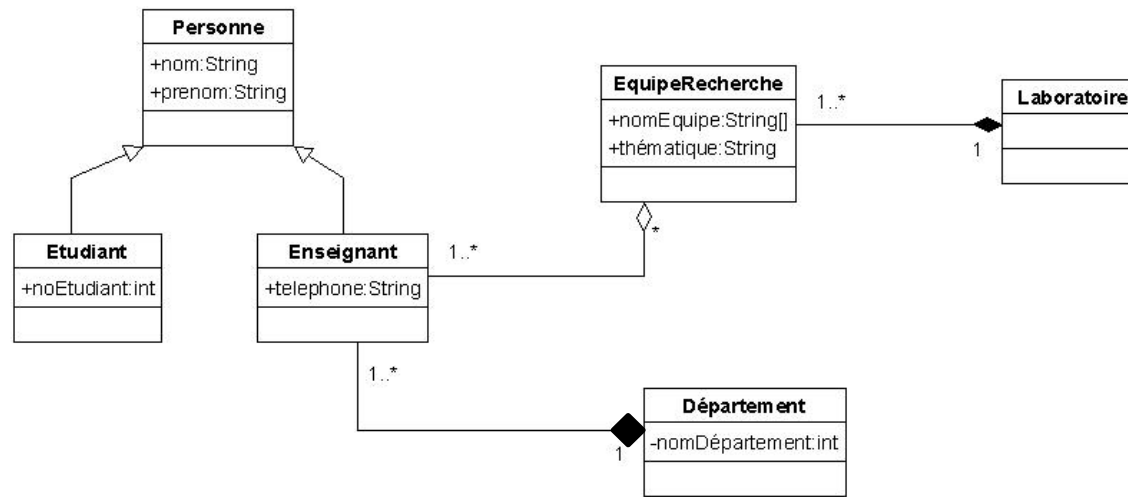 Personne
+nom:String
+prenom:String
EquipeRecherche
+nomEquipe:String[]
+thématique:String
1..*
1
Laboratoire
Etudiant
+noEtudiant:int
Enseignant
+telephone:String
1..*
*
1..*
1
Département
-nomDépartement:int